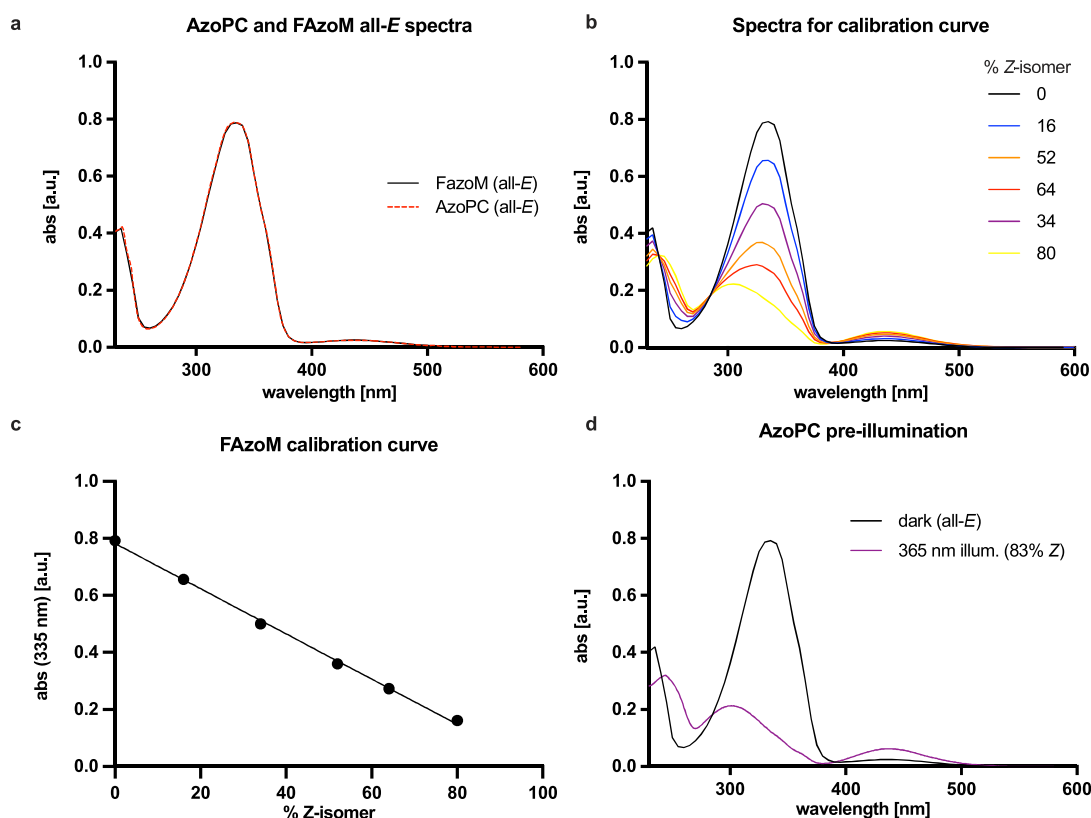 a
AzoPC and FAzoM all-E spectra
1.0
0.8
0.6
0.4
0.2
0.0
abs [a.u.]
300
400
500
600
wavelength [nm]
FazoM (all-E)
AzoPC (all-E)
b
Spectra for calibration curve
1.0
0.8
0.6
0.4
0.2
0.0
abs [a.u.]
300
400
500
600
wavelength [nm]
% Z-isomer
0
16
52
64
34
80
c
FAzoM calibration curve
1.0
0.8
0.6
0.4
0.2
0.0
abs (335 nm) [a.u.]
0
20
40
60
80
100
% Z-isomer
d
AzoPC pre-illumination
1.0
0.8
0.6
0.4
0.2
0.0
abs [a.u.]
300
400
500
600
wavelength [nm]
dark (all-E)
365 nm illum. (83% Z)